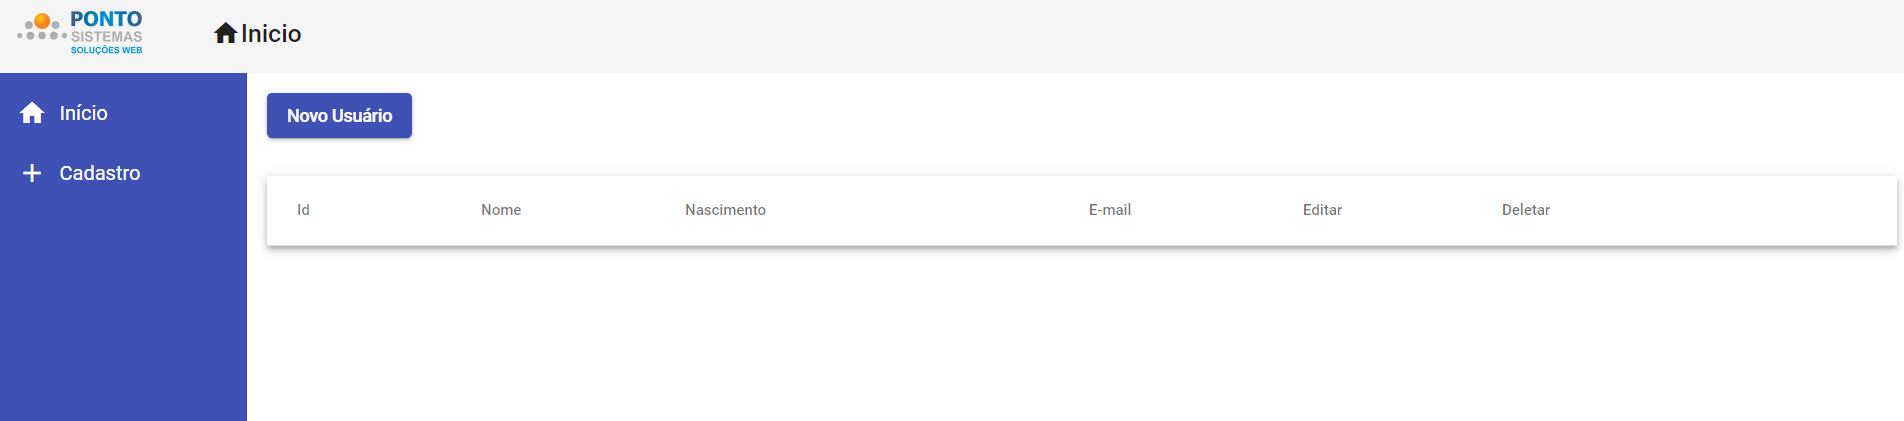 PONTO
SISTEMAS
SOLUÇÕES WEB
Inicio
Início
Cadastro
Novo Usuário
Id Nome Nascimento E-mail Editar Deletar